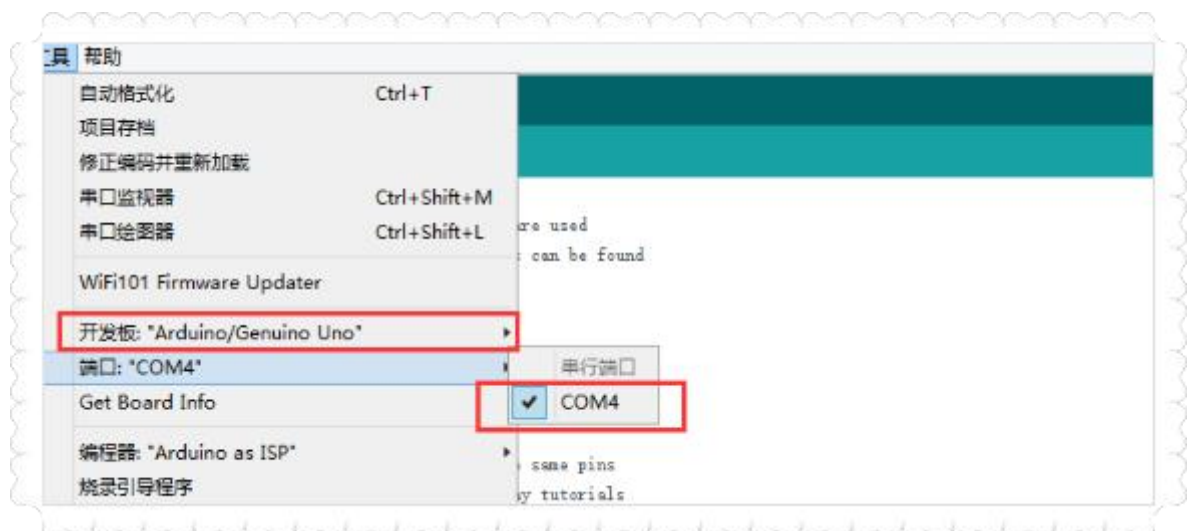 工具 帮助
自动格式化 Ctrl+T
项目存档
修正编码并重新加载
串口监视器 Ctrl+Shift+M
串口绘图器 Ctrl+Shift+L
are used
can be found
WiFi101 Firmware Updater
开发板: "Arduino/Genuino Uno"
端口: "COM4" 串行端口
Get Board Info COM4
编程器: "Arduino as ISP"
same pins
烧录引导程序
tutorials